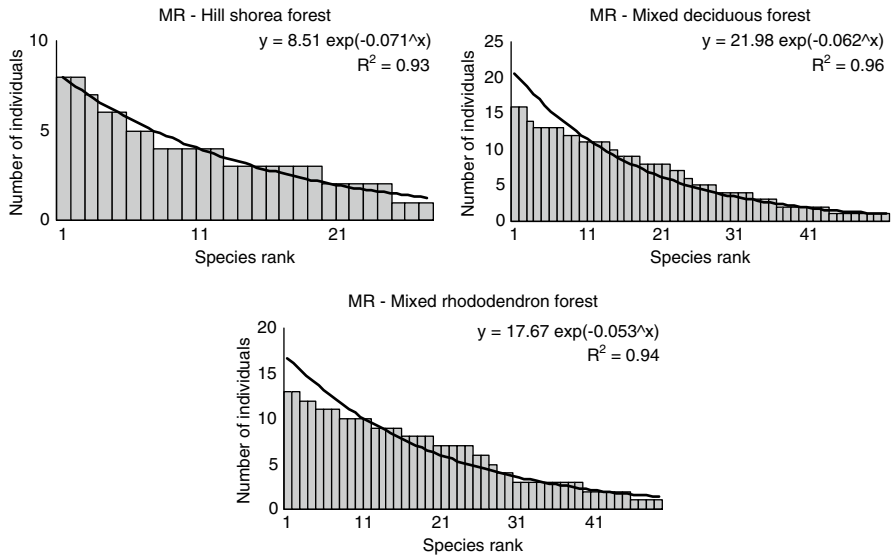 MR - Hill shorea forest
y = 8.51 exp(-0.071^x)
R² = 0.93
Number of individuals
10
5
0
1 11 21
Species rank
MR - Mixed deciduous forest
y = 21.98 exp(-0.062^x)
R² = 0.96
Number of individuals
25
20
15
10
5
0
1 11 21 31 41
Species rank
MR - Mixed rhododendron forest
y = 17.67 exp(-0.053^x)
R² = 0.94
Number of individuals
20
15
10
5
0
1 11 21 31 41
Species rank